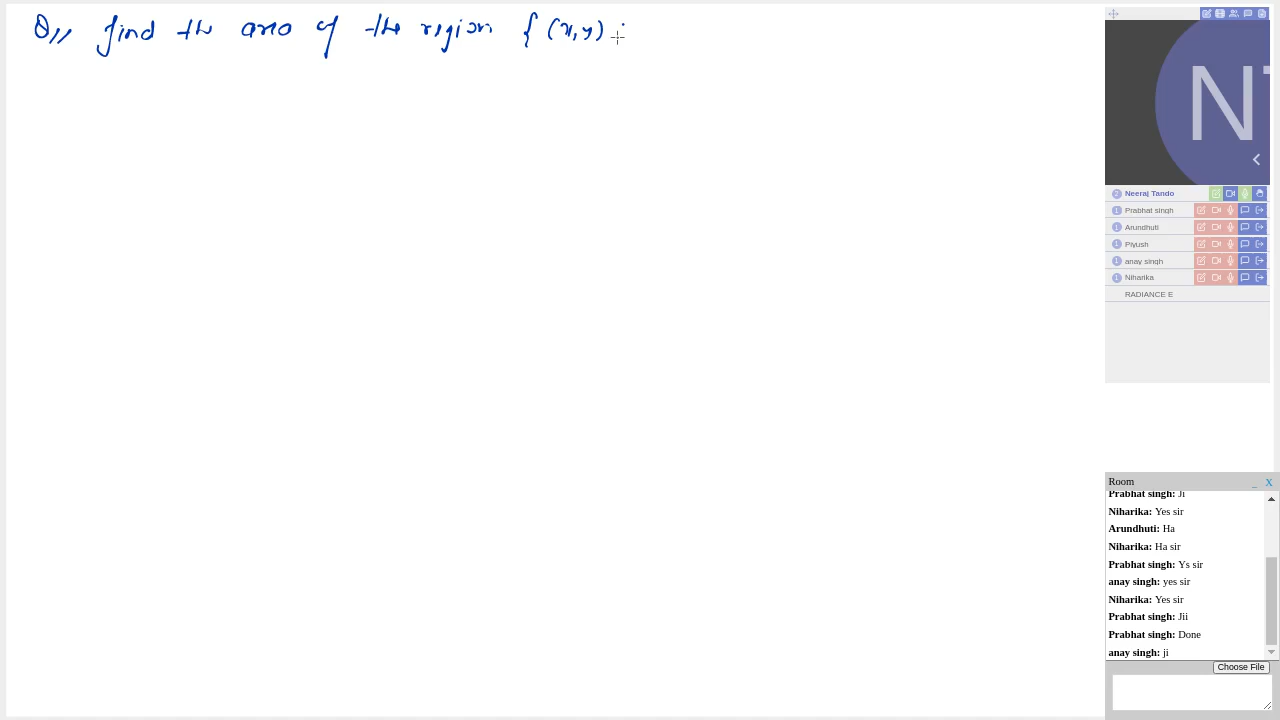 Q// find the area of the region { (x,y) :
NT
Neeraj Tando
Prabhat singh
Arundhuti
Piyush
anay singh
Niharika
RADIANCE E
Room
_ X
Prabhat singh: Ji
Niharika: Yes sir
Arundhuti: Ha
Niharika: Ha sir
Prabhat singh: Ys sir
anay singh: yes sir
Niharika: Yes sir
Prabhat singh: Jii
Prabhat singh: Done
anay singh: ji
Choose File